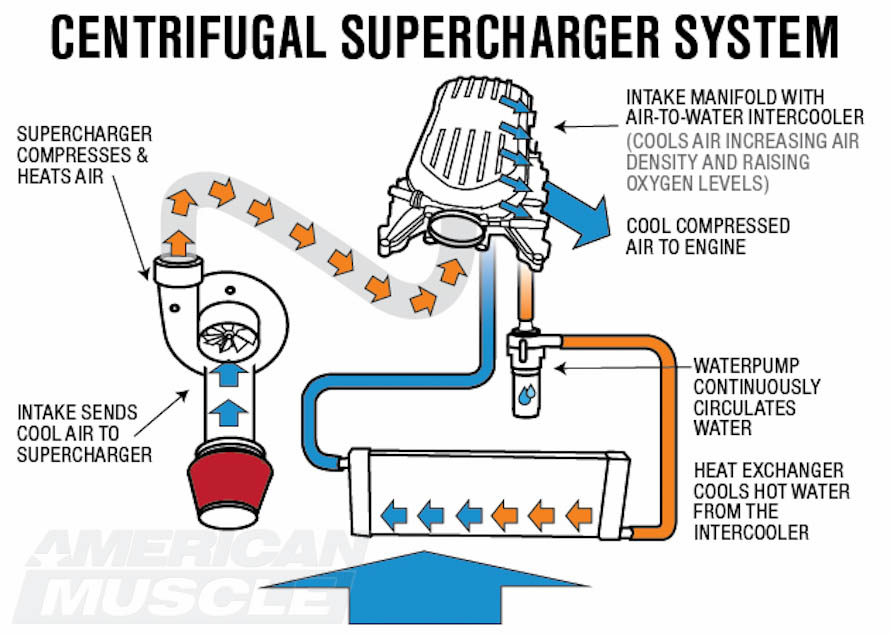 CENTRIFUGAL SUPERCHARGER SYSTEM
SUPERCHARGER
COMPRESSES &
HEATS AIR
INTAKE MANIFOLD WITH
AIR-TO-WATER INTERCOOLER
(COOLS AIR INCREASING AIR
DENSITY AND RAISING
OXYGEN LEVELS)
COOL COMPRESSED
AIR TO ENGINE
INTAKE SENDS
COOL AIR TO
SUPERCHARGER
WATERPUMP
CONTINUOUSLY
CIRCULATES
WATER
HEAT EXCHANGER
COOLS HOT WATER
FROM THE
INTERCOOLER
AMERICAN
MUSCLE